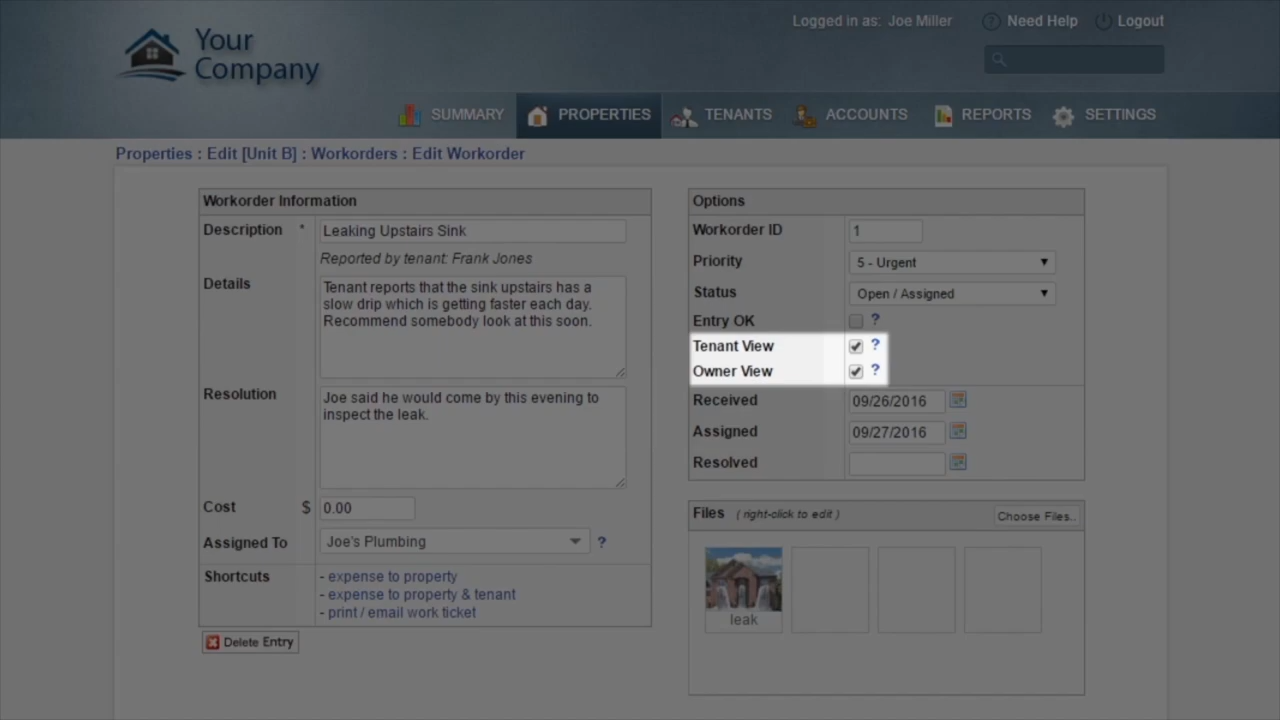 Logged in as: Joe Miller
Need Help
Logout
Your
Company
SUMMARY
PROPERTIES
TENANTS
ACCOUNTS
REPORTS
SETTINGS
Properties : Edit [Unit B] : Workorders : Edit Workorder
Workorder Information
Description *
Leaking Upstairs Sink
Reported by tenant: Frank Jones
Details
Tenant reports that the sink upstairs has a
slow drip which is getting faster each day.
Recommend somebody look at this soon.
Resolution
Joe said he would come by this evening to
inspect the leak.
Cost $ 0.00
Assigned To Joe's Plumbing ?
Shortcuts
- expense to property
- expense to property & tenant
- print / email work ticket
Delete Entry
Options
Workorder ID 1
Priority 5 - Urgent
Status Open / Assigned
Entry OK ?
Tenant View ?
Owner View ?
Received 09/26/2016
Assigned 09/27/2016
Resolved
Files ( right-click to edit ) Choose Files..
leak